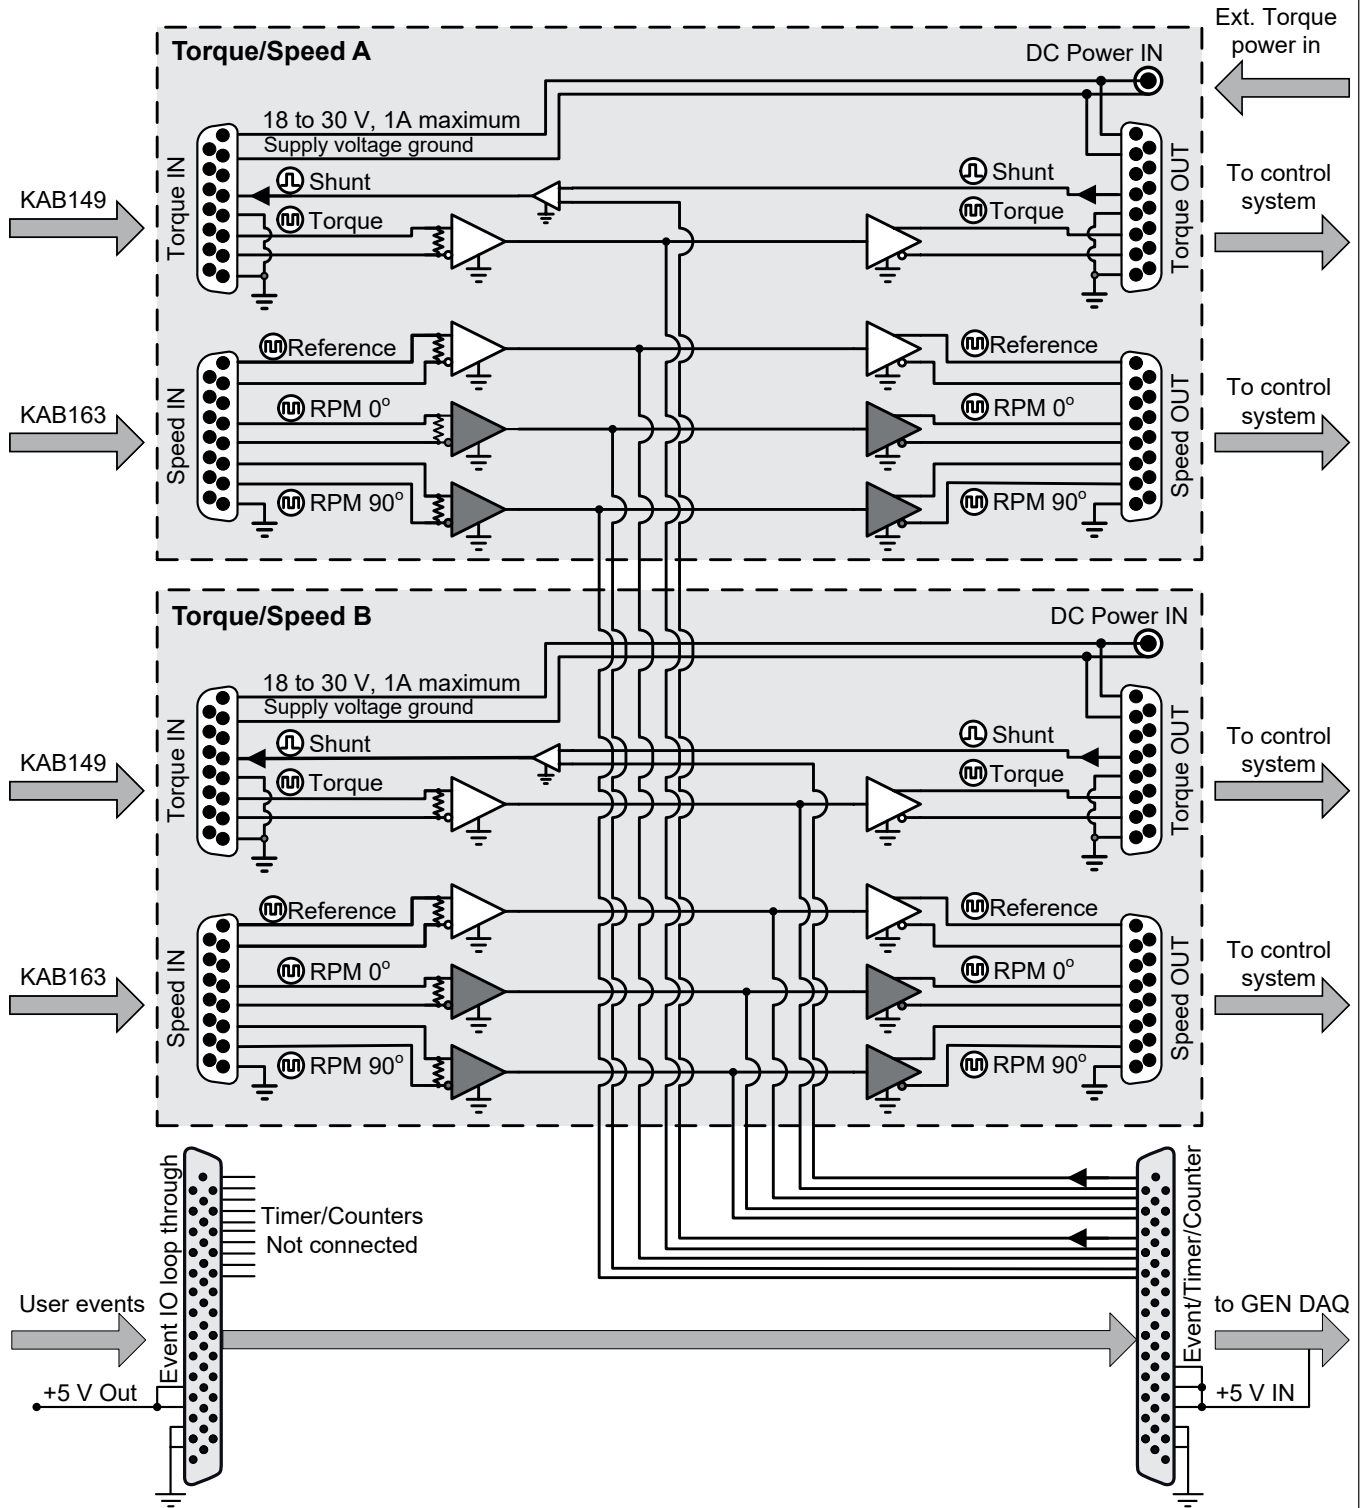 Ext. Torque
power in
Torque/Speed A
DC Power IN
18 to 30 V, 1A maximum
Supply voltage ground
Torque IN
Shunt
Torque
Shunt
Torque
Torque OUT
KAB149
To control
system
Speed IN
Reference
RPM 0°
RPM 90°
Reference
RPM 0°
RPM 90°
Speed OUT
KAB163
To control
system
Torque/Speed B
DC Power IN
18 to 30 V, 1A maximum
Supply voltage ground
Torque IN
Shunt
Torque
Shunt
Torque
Torque OUT
KAB149
To control
system
Speed IN
Reference
RPM 0°
RPM 90°
Reference
RPM 0°
RPM 90°
Speed OUT
KAB163
To control
system
Event IO loop through
Timer/Counters
Not connected
Event/Timer/Counter
User events
to GEN DAQ
+5 V Out
+5 V IN